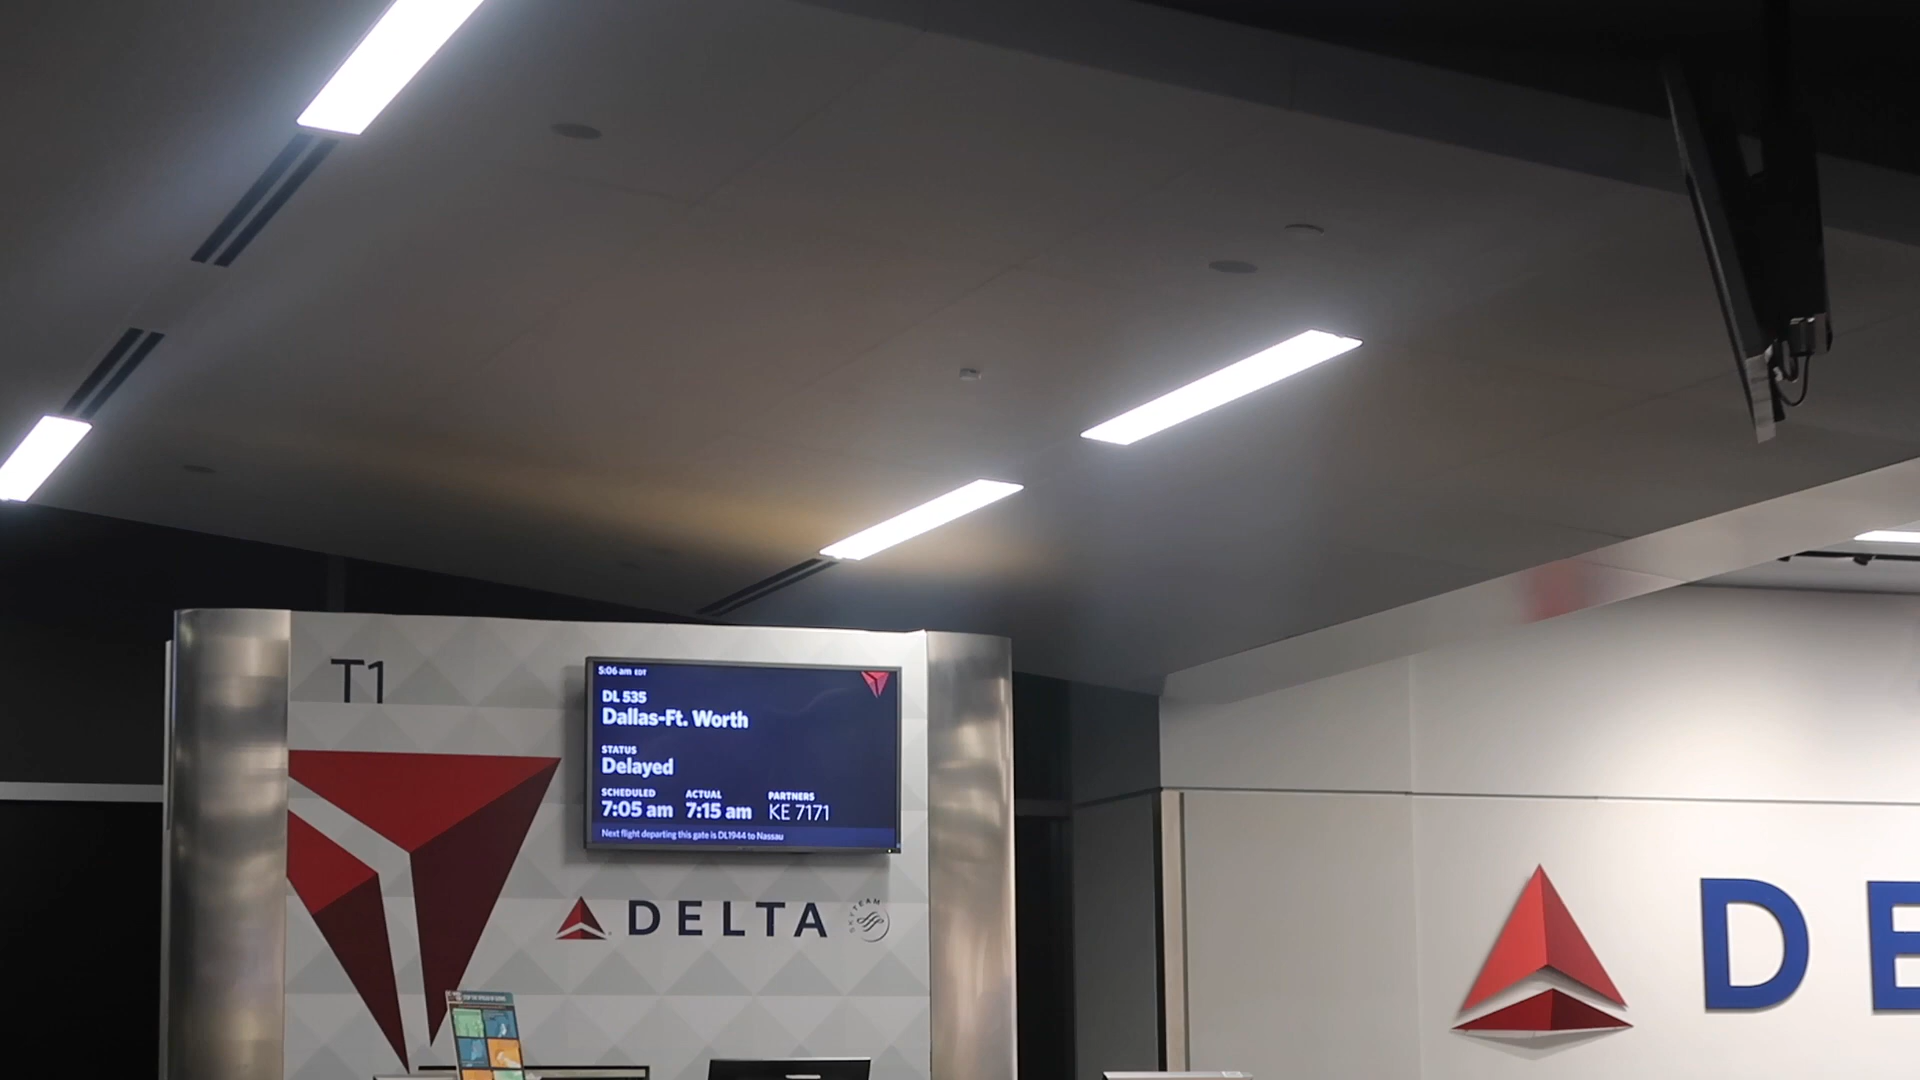 T1
5:06 am EDT
DL 535
Dallas-Ft. Worth
STATUS
Delayed
SCHEDULED ACTUAL PARTNERS
7:05 am 7:15 am KE 7171
Next flight departing this gate is DL1944 to Nassau
DELTA
SKYTEAM
DE